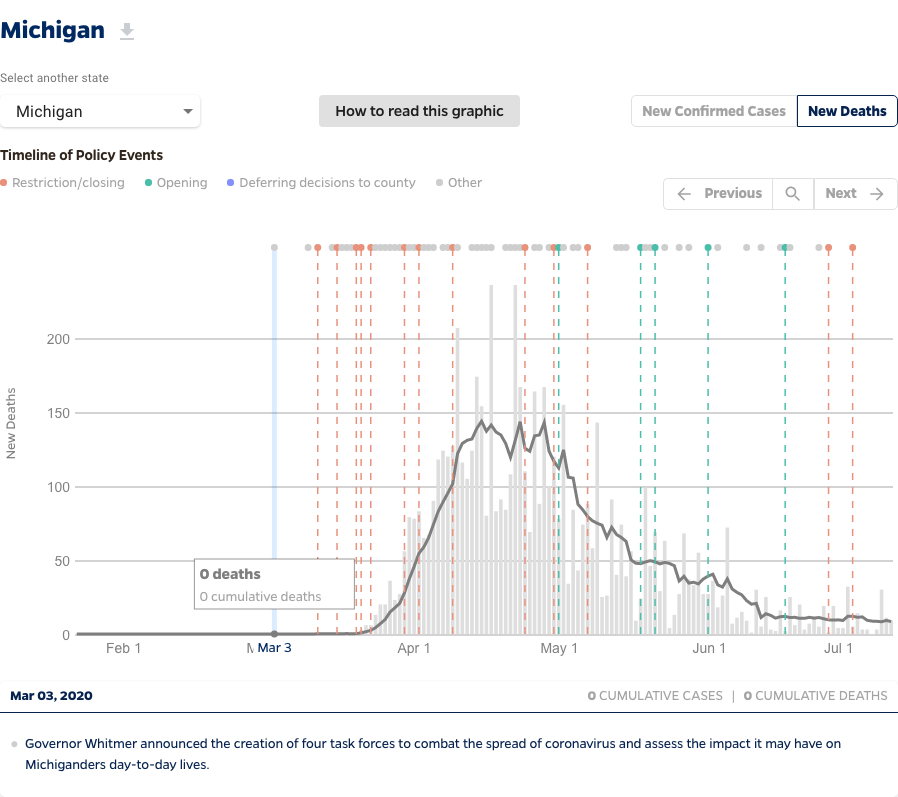 Michigan
Select another state
Michigan
How to read this graphic
New Confirmed Cases
New Deaths
Timeline of Policy Events
Restriction/closing
Opening
Deferring decisions to county
Other
Previous
Next
New Deaths
200
150
100
50
0
0 deaths
0 cumulative deaths
Feb 1
M
Mar 3
Apr 1
May 1
Jun 1
Jul 1
Mar 03, 2020
0 CUMULATIVE CASES | 0 CUMULATIVE DEATHS
Governor Whitmer announced the creation of four task forces to combat the spread of coronavirus and assess the impact it may have on
Michiganders day-to-day lives.